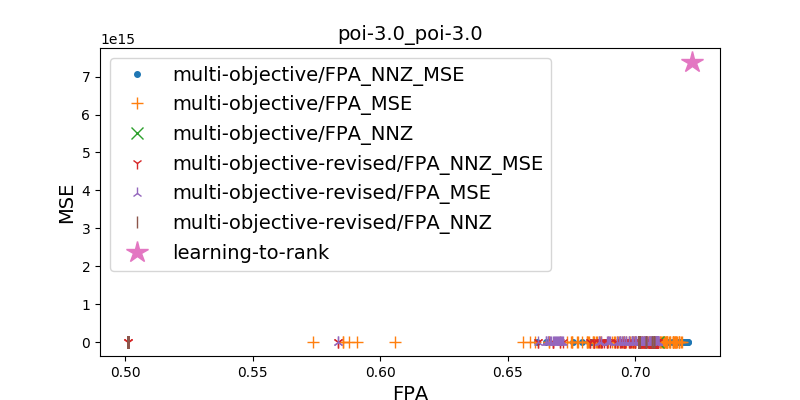 poi-3.0_poi-3.0
1e15
multi-objective/FPA_NNZ_MSE
multi-objective/FPA_MSE
multi-objective/FPA_NNZ
multi-objective-revised/FPA_NNZ_MSE
multi-objective-revised/FPA_MSE
multi-objective-revised/FPA_NNZ
learning-to-rank
MSE
7
6
5
4
3
2
1
0
0.50 0.55 0.60 0.65 0.70
FPA